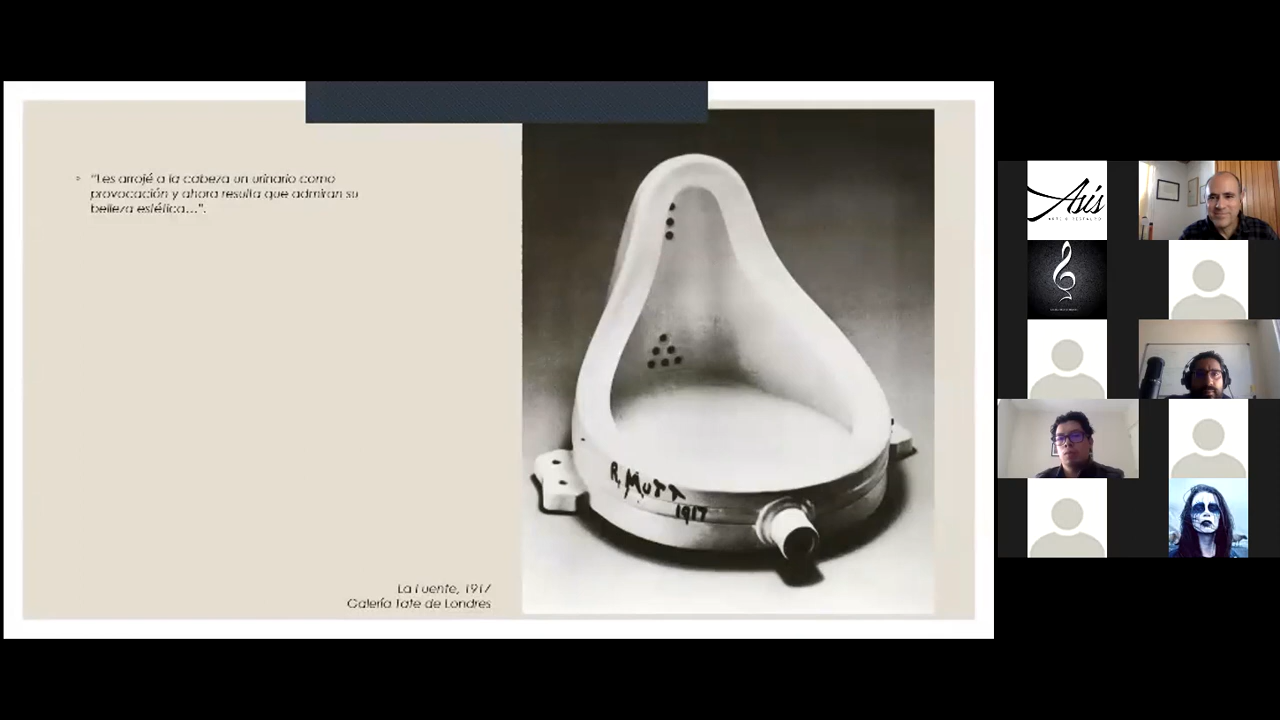 “Les arrojé a la cabeza un urinario como
provocación y ahora resulta que admiran su
belleza estética...”.
R. MUTT
1917
La Fuente, 1917
Galería Tate de Londres
Asís